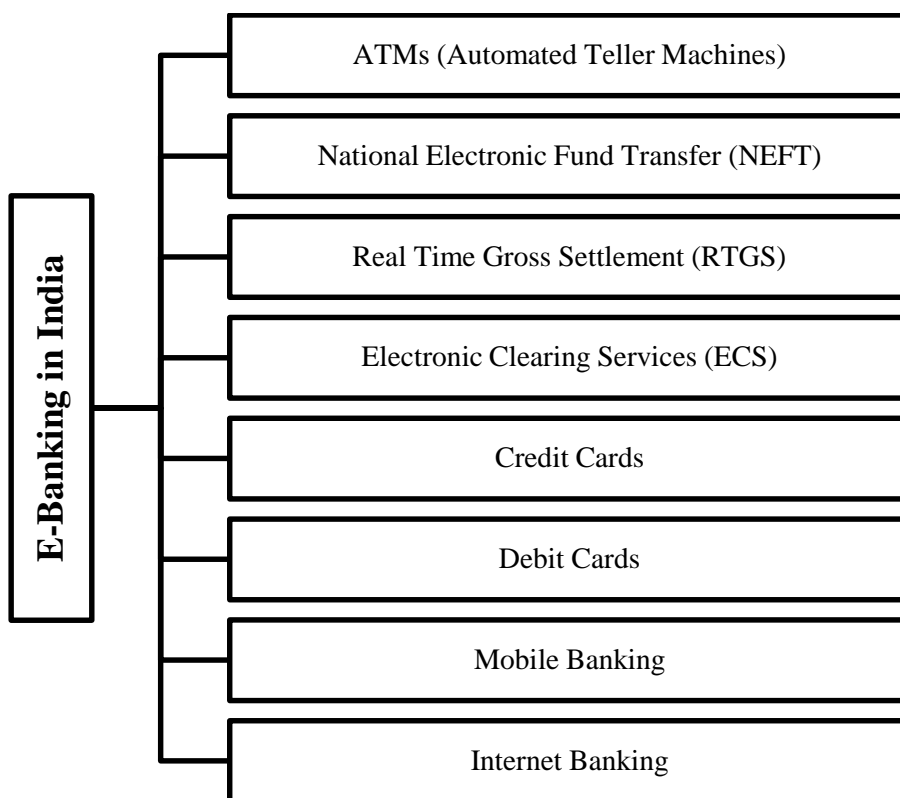 E-Banking in India
ATMs (Automated Teller Machines)
National Electronic Fund Transfer (NEFT)
Real Time Gross Settlement (RTGS)
Electronic Clearing Services (ECS)
Credit Cards
Debit Cards
Mobile Banking
Internet Banking